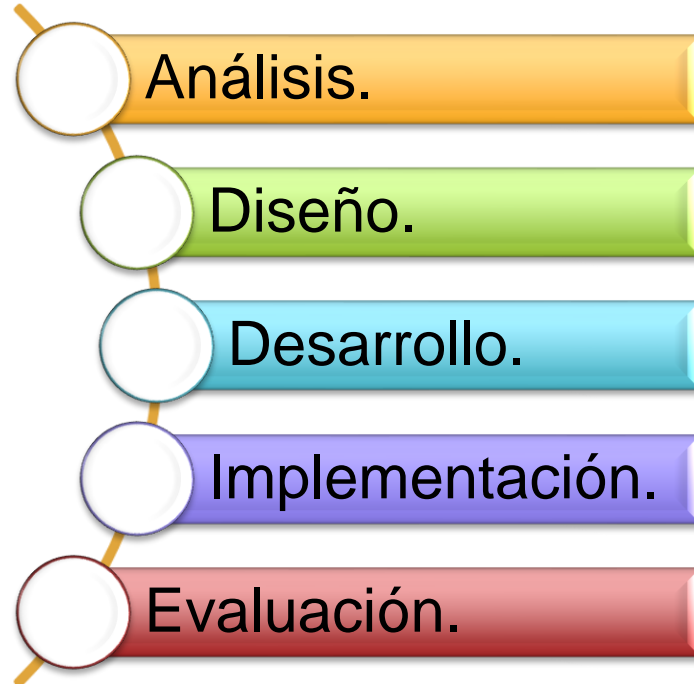 Análisis.
Diseño.
Desarrollo.
Implementación.
Evaluación.